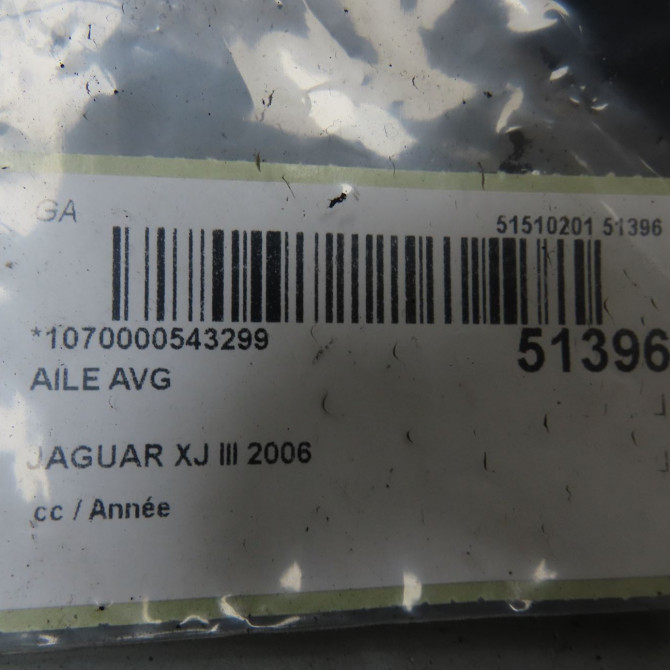 GA
51510201 51396
*1070000543299
51396
AILE AVG
JAGUAR XJ III 2006
cc / Année